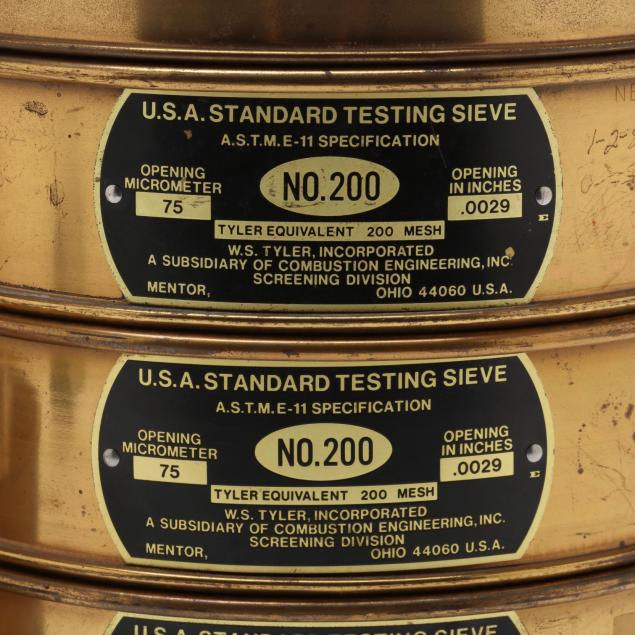 U.S.A. STANDARD TESTING SIEVE
A.S.T.M. E-11 SPECIFICATION
OPENING
MICROMETER
75
NO. 200
OPENING
IN INCHES
.0029
E
TYLER EQUIVALENT 200 MESH
W.S. TYLER, INCORPORATED
A SUBSIDIARY OF COMBUSTION ENGINEERING, INC.
SCREENING DIVISION
MENTOR, OHIO 44060 U.S.A.
U.S.A. STANDARD TESTING SIEVE
A.S.T.M. E-11 SPECIFICATION
OPENING
MICROMETER
75
NO. 200
OPENING
IN INCHES
.0029
E
TYLER EQUIVALENT 200 MESH
W.S. TYLER, INCORPORATED
A SUBSIDIARY OF COMBUSTION ENGINEERING, INC.
SCREENING DIVISION
MENTOR, OHIO 44060 U.S.A.
U.S.A. STANDARD TESTING SIEVE